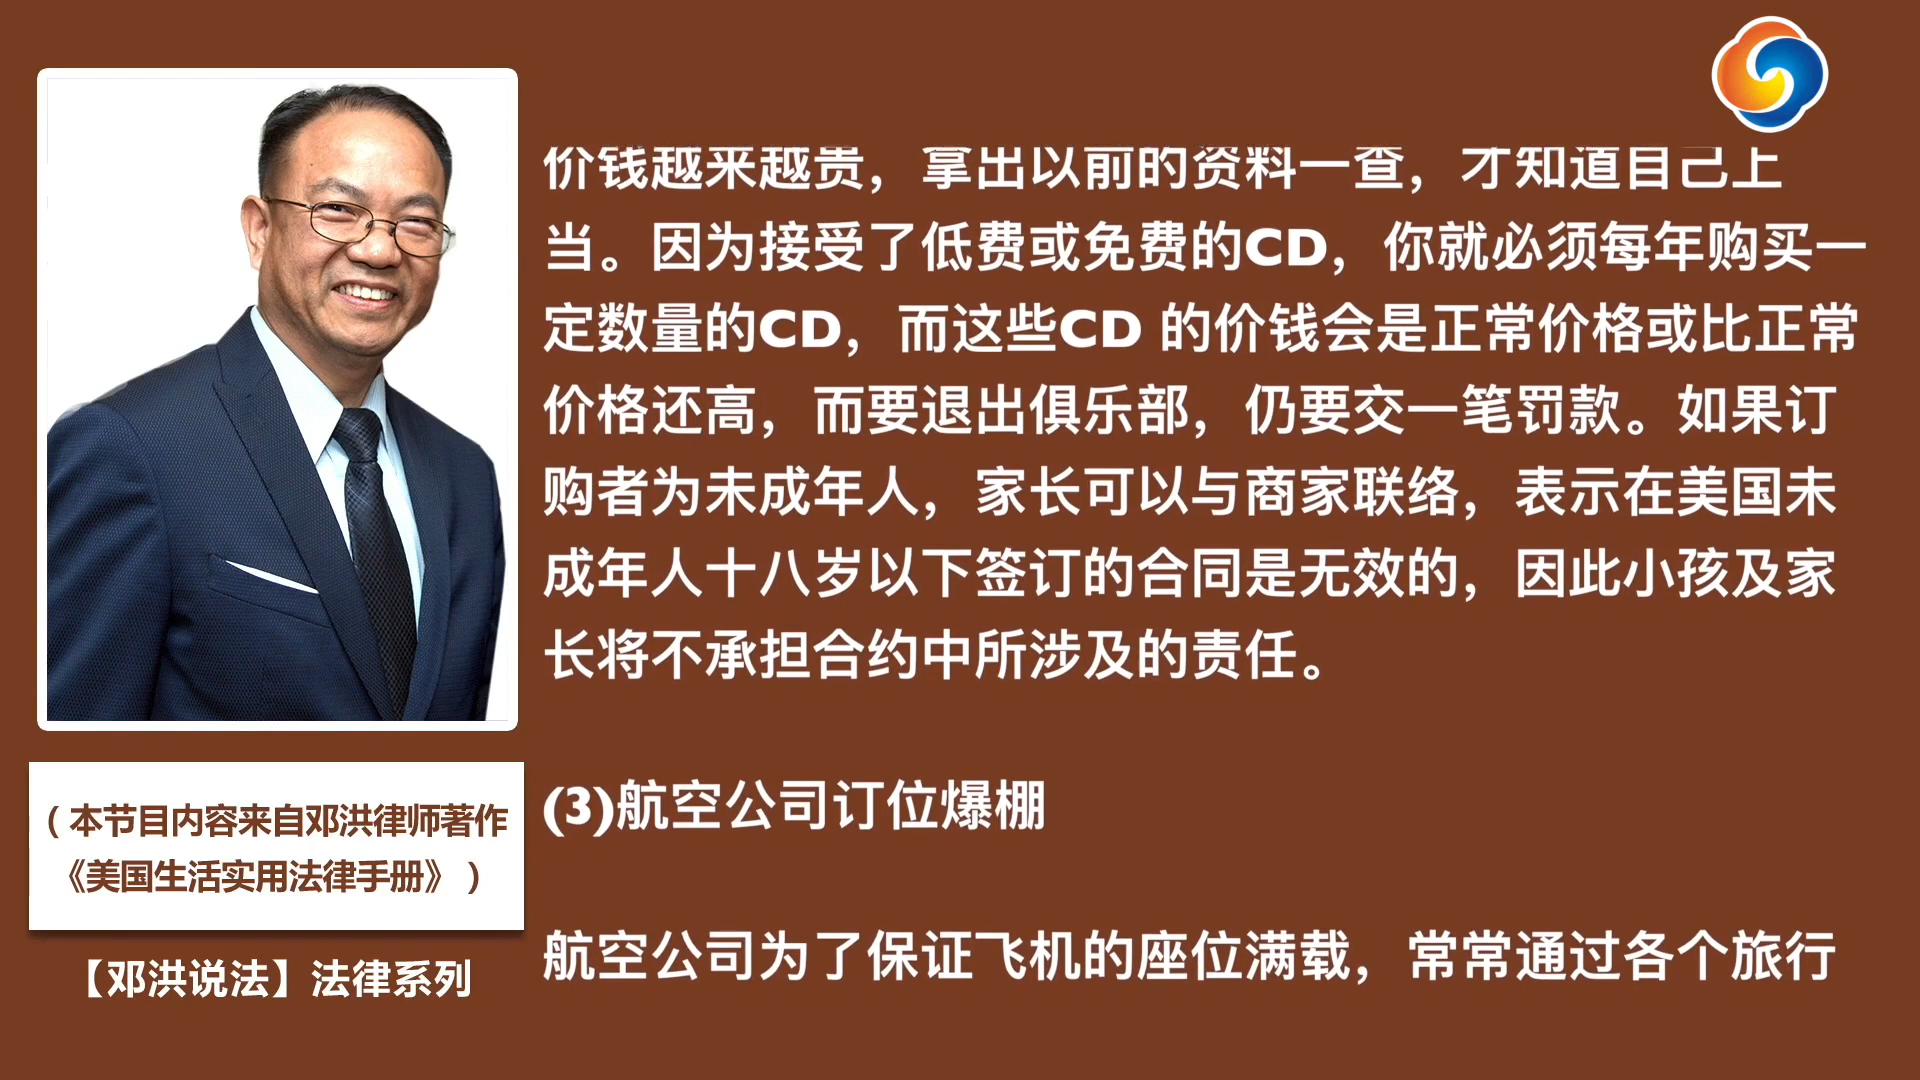 价钱越来越贵，拿出以前的资料一查，才知道自己上
当。因为接受了低费或免费的CD，你就必须每年购买一
定数量的CD，而这些CD 的价钱会是正常价格或比正常
价格还高，而要退出俱乐部，仍要交一笔罚款。如果订
购者为未成年人，家长可以与商家联络，表示在美国未
成年人十八岁以下签订的合同是无效的，因此小孩及家
长将不承担合约中所涉及的责任。
(3)航空公司订位爆棚
航空公司为了保证飞机的座位满载，常常通过各个旅行
（本节目内容来自邓洪律师著作
《美国生活实用法律手册》）
【邓洪说法】法律系列